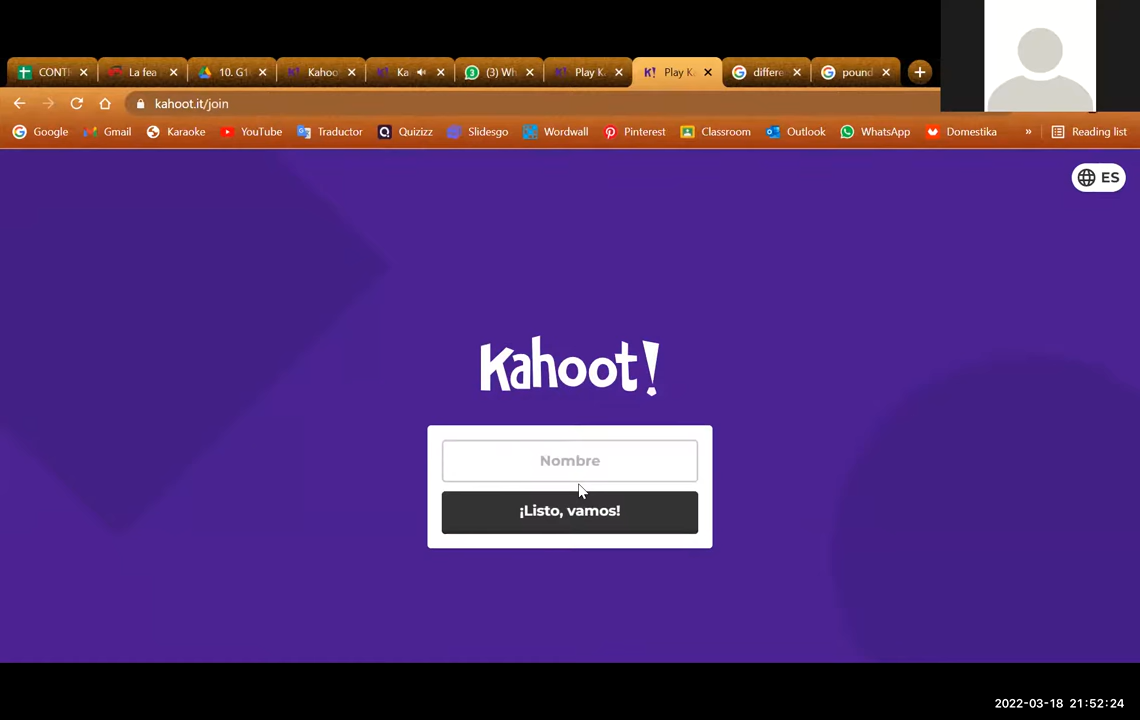 CONT
La fea
10. G1
Kahoo
Ka
(3) Wh
Play K
Play K
differe
pound
kahoot.it/join
Google Gmail Karaoke YouTube Traductor Quizizz Slidesgo Wordwall Pinterest Classroom Outlook WhatsApp Domestika » Reading list
ES
Kahoot!
Nombre
¡Listo, vamos!
2022-03-18 21:52:24